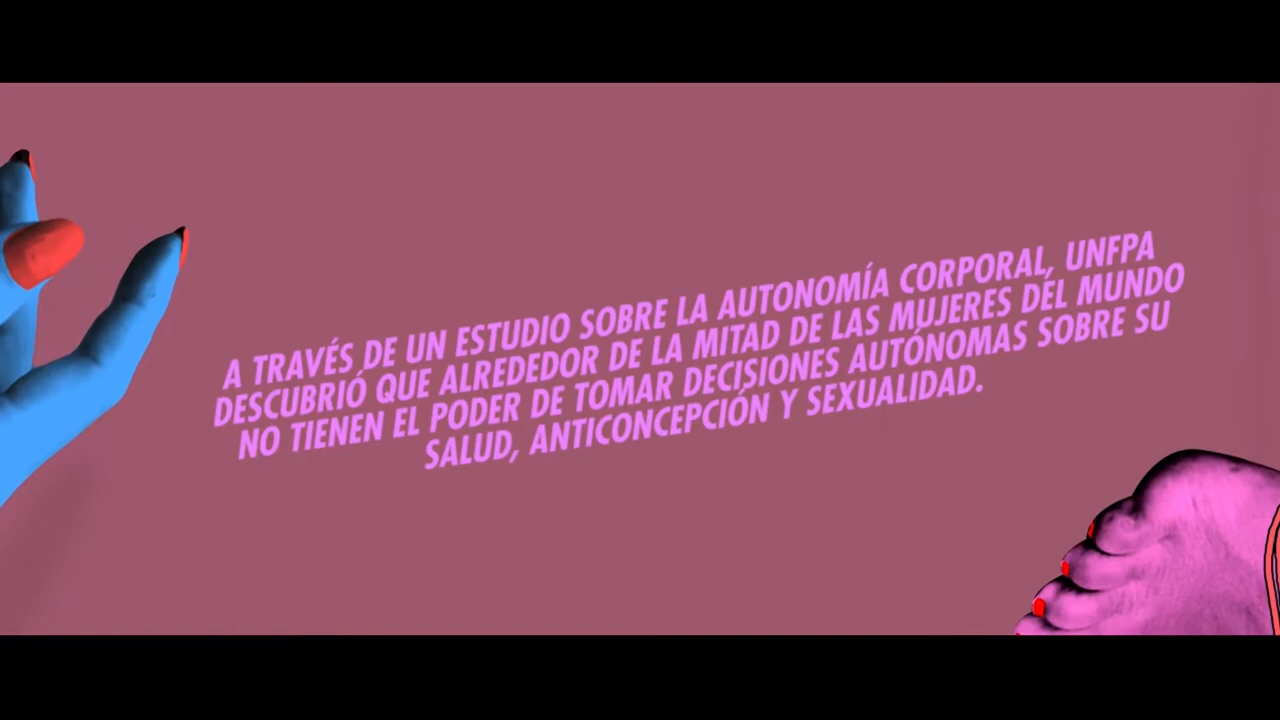 A TRAVÉS DE UN ESTUDIO SOBRE LA AUTONOMÍA CORPORAL, UNFPA
DESCUBRIÓ QUE ALREDEDOR DE LA MITAD DE LAS MUJERES DEL MUNDO
NO TIENEN EL PODER DE TOMAR DECISIONES AUTÓNOMAS SOBRE SU
SALUD, ANTICONCEPCIÓN Y SEXUALIDAD.